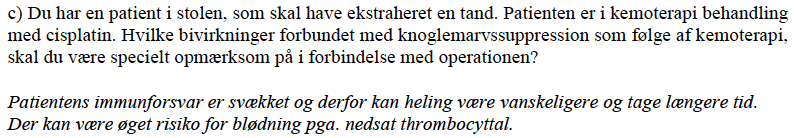 c) Du har en patient i stolen, som skal have ekstraheret en tand. Patienten er i kemoterapi behandling
med cisplatin. Hvilke bivirkninger forbundet med knoglemarvssuppression som følge af kemoterapi,
skal du være specielt opmærksom på i forbindelse med operationen?
Patientens immunforsvar er svækket og derfor kan heling være vanskeligere og tage længere tid.
Der kan være øget risiko for blødning pga. nedsat thrombocyttal.